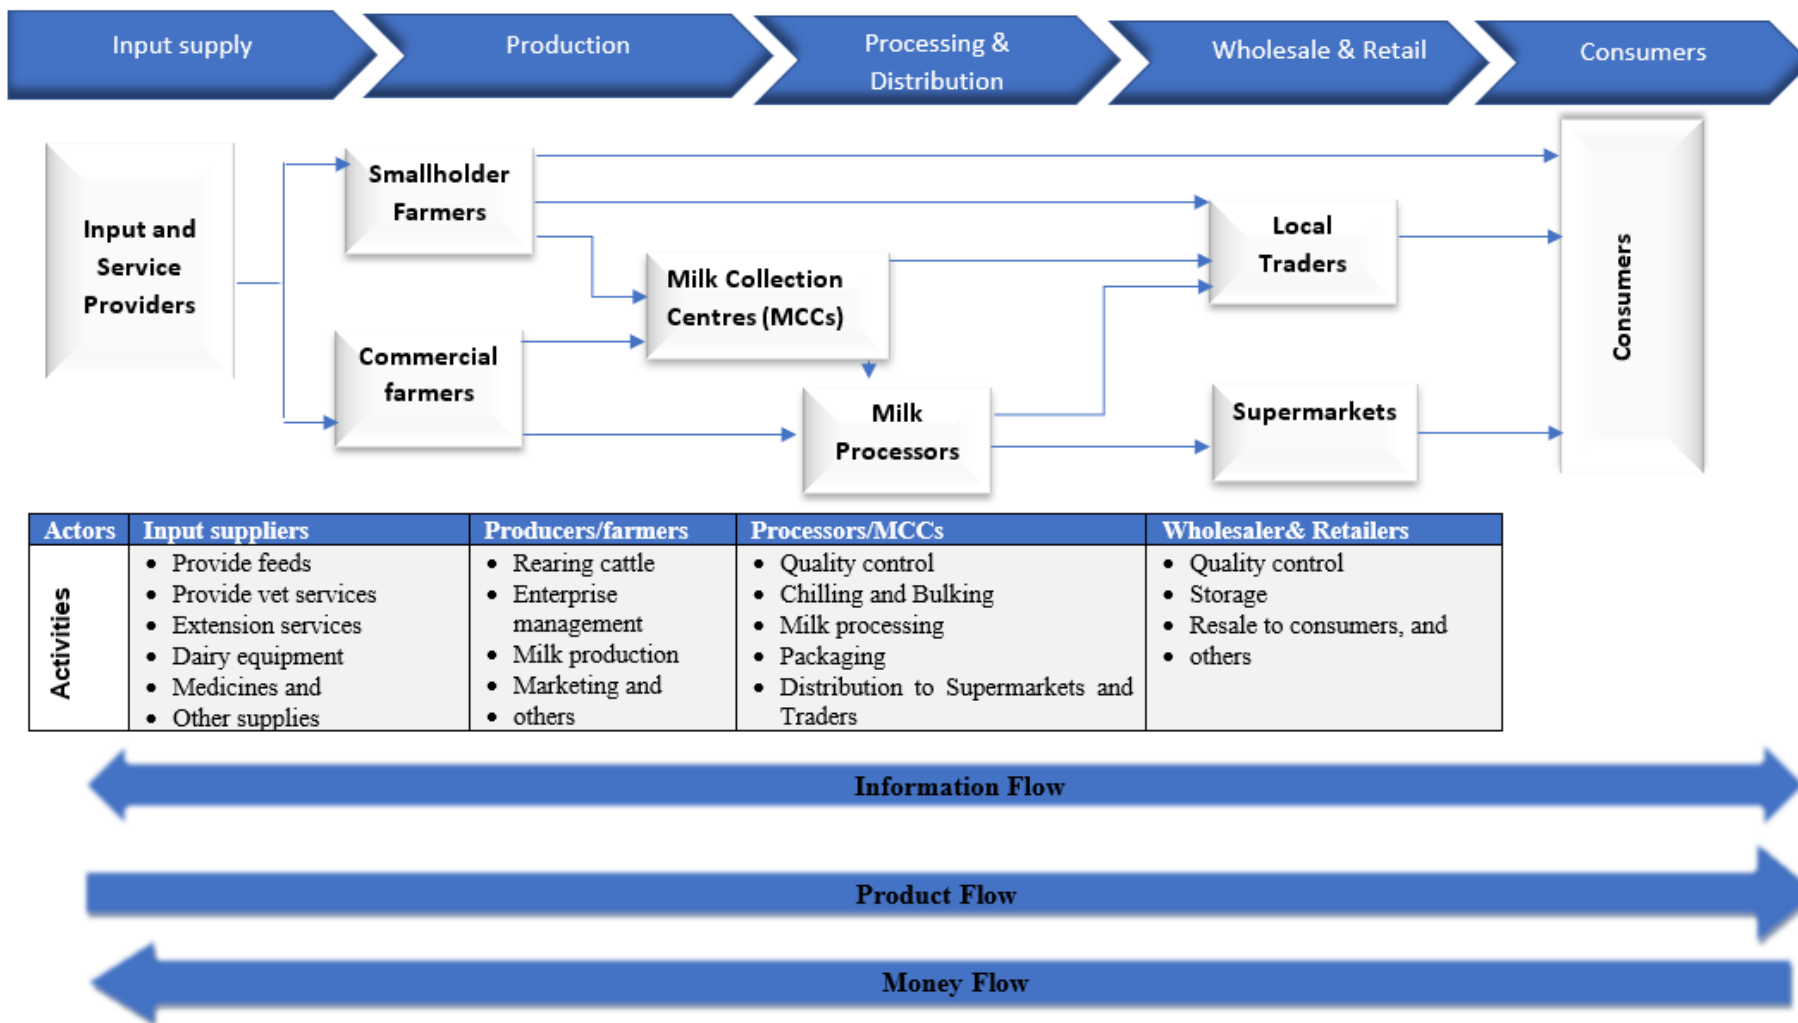 Input supply
Production
Processing &
Distribution
Wholesale & Retail
Consumers
Input and
Service
Providers
Smallholder
Farmers
Commercial
farmers
Milk Collection
Centres (MCCs)
Milk
Processors
Local
Traders
Supermarkets
Consumers
Actors
Input suppliers
Producers/farmers
Processors/MCCs
Wholesaler& Retailers
Activities
• Provide feeds
• Provide vet services
• Extension services
• Dairy equipment
• Medicines and
• Other supplies
• Rearing cattle
• Enterprise
management
• Milk production
• Marketing and
• others
• Quality control
• Chilling and Bulking
• Milk processing
• Packaging
• Distribution to Supermarkets and
Traders
• Quality control
• Storage
• Resale to consumers, and
• others
Information Flow
Product Flow
Money Flow